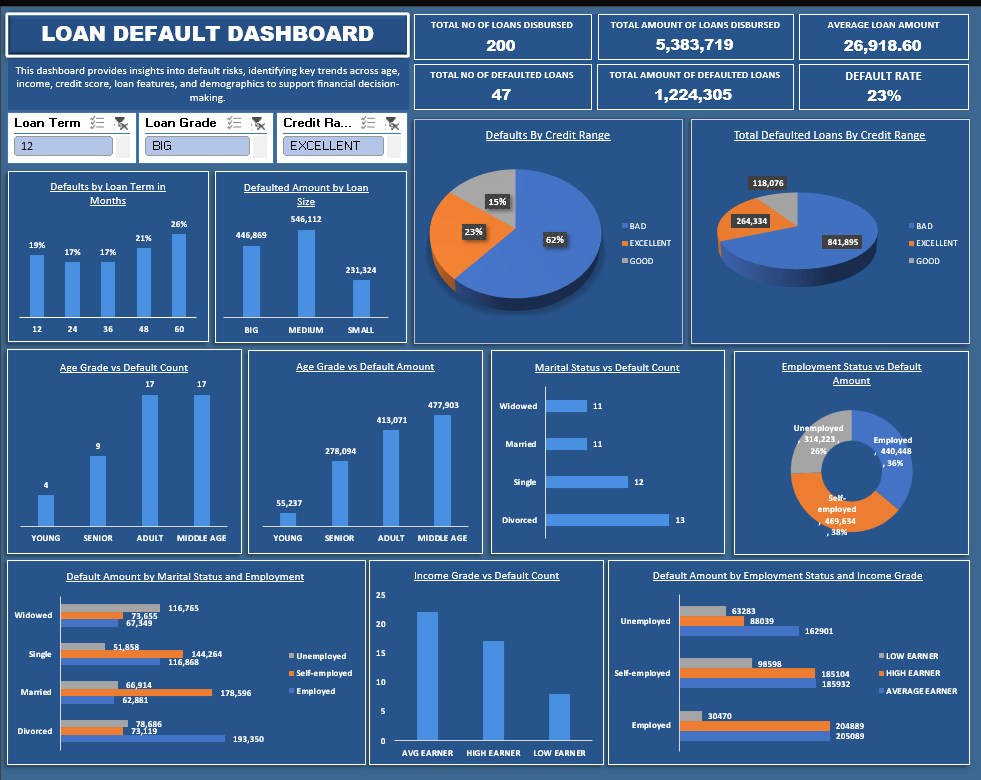 LOAN DEFAULT DASHBOARD
This dashboard provides insights into default risks, identifying key trends across age,
income, credit score, loan features, and demographics to support financial decision-
making.
TOTAL NO OF LOANS DISBURSED
200
TOTAL AMOUNT OF LOANS DISBURSED
5,383,719
AVERAGE LOAN AMOUNT
26,918.60
TOTAL NO OF DEFAULTED LOANS
47
TOTAL AMOUNT OF DEFAULTED LOANS
1,224,305
DEFAULT RATE
23%
Loan Term
12
Loan Grade
BIG
Credit Ra...
EXCELLENT
Defaults by Loan Term in
Months
19%
17%
17%
21%
26%
12 24 36 48 60
Defaulted Amount by Loan
Size
446,869
546,112
231,324
BIG MEDIUM SMALL
Defaults By Credit Range
15%
23%
62%
BAD
EXCELLENT
GOOD
Total Defaulted Loans By Credit Range
118,076
264,334
841,895
BAD
EXCELLENT
GOOD
Age Grade vs Default Count
4
9
17
17
YOUNG SENIOR ADULT MIDDLE AGE
Age Grade vs Default Amount
55,237
278,094
413,071
477,903
YOUNG SENIOR ADULT MIDDLE AGE
Marital Status vs Default Count
Widowed 11
Married 11
Single 12
Divorced 13
Employment Status vs Default
Amount
Unemployed
, 314,223 ,
26%
Employed
, 440,448
, 36%
Self-
employed
, 469,634
, 38%
Default Amount by Marital Status and Employment
Widowed
116,765
73,655
67,349
Single
51,858
144,264
116,868
Married
66,914
178,596
62,881
Divorced
78,686
73,119
193,350
Unemployed
Self-employed
Employed
Income Grade vs Default Count
25
20
15
10
5
0
AVG EARNER HIGH EARNER LOW EARNER
Default Amount by Employment Status and Income Grade
Unemployed
63283
88039
162901
Self-employed
98598
185104
185932
Employed
30470
204889
205089
LOW EARNER
HIGH EARNER
AVERAGE EARNER